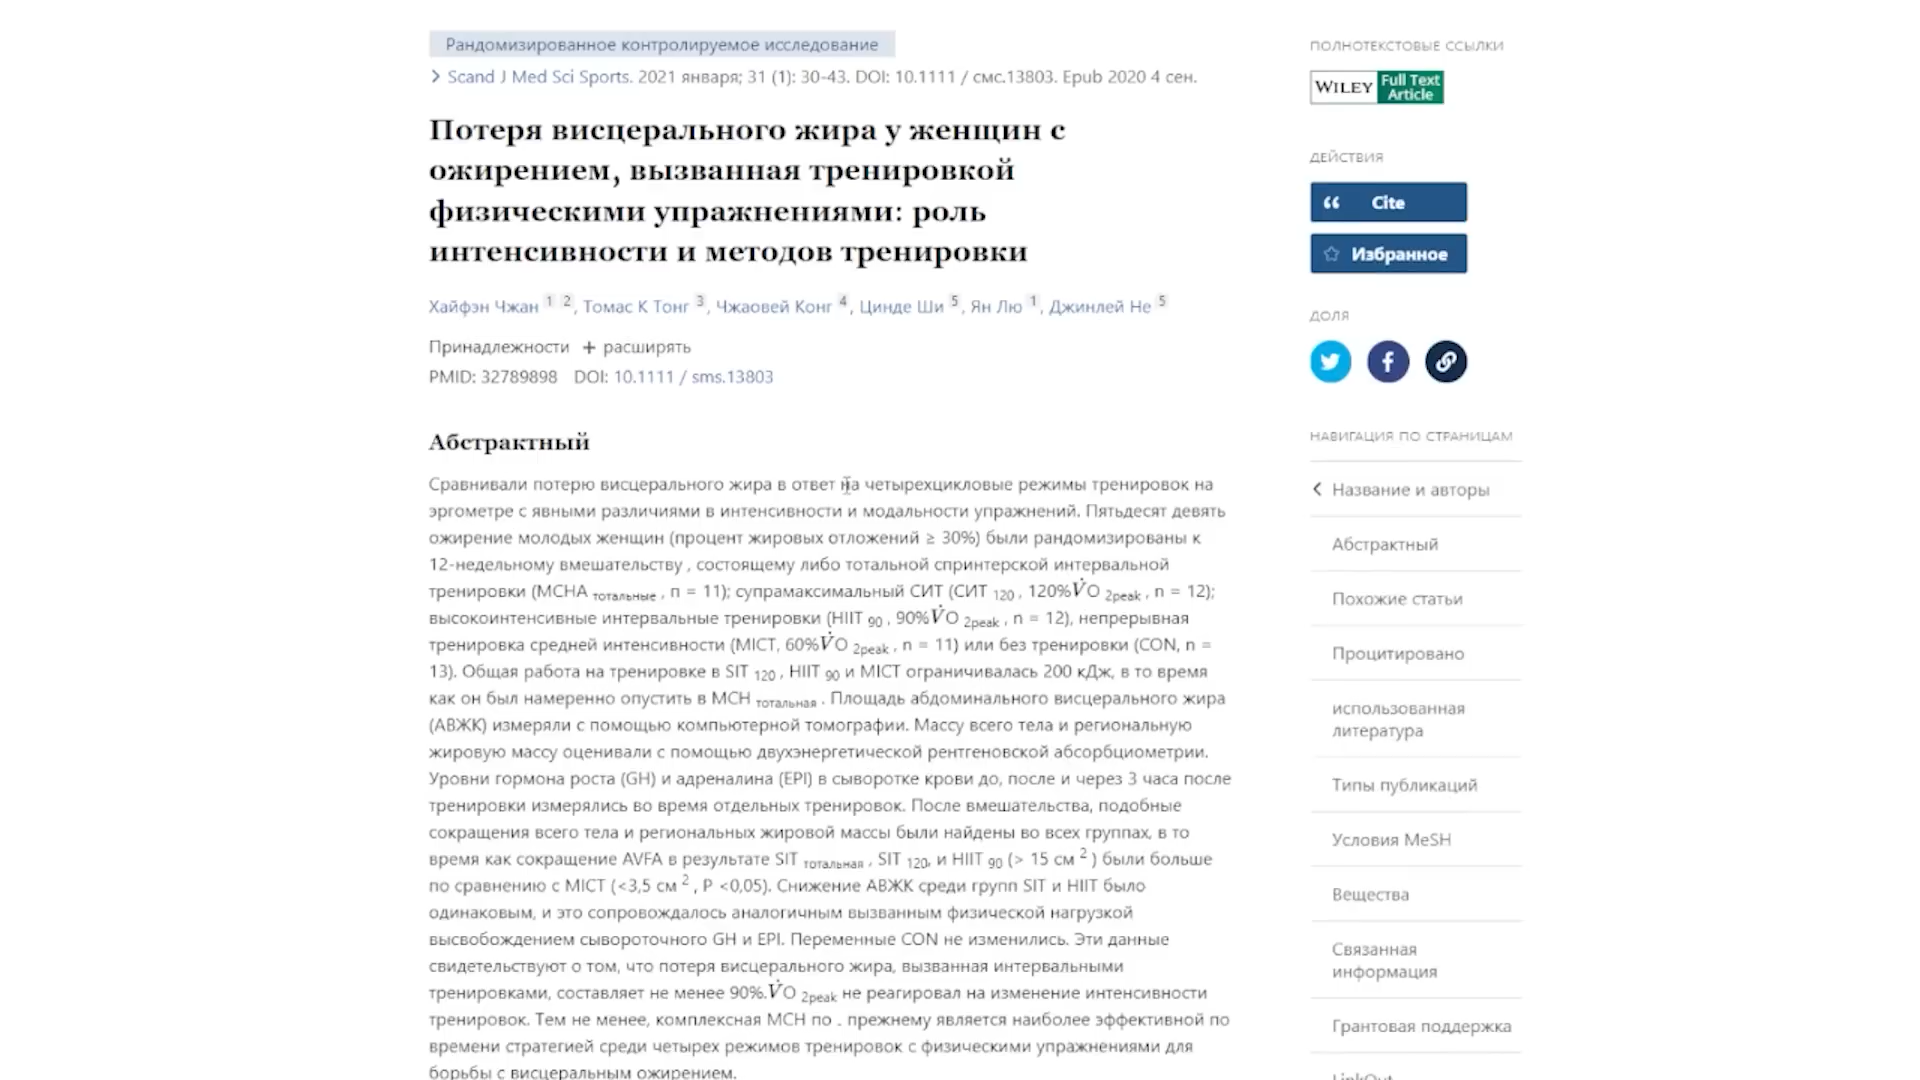 Рандомизированное контролируемое исследование
Scand J Med Sci Sports. 2021 января; 31 (1): 30-43. DOI: 10.1111 / смс.13803. Epub 2020 4 сен.
Потеря висцерального жира у женщин с
ожирением, вызванная тренировкой
физическими упражнениями: роль
интенсивности и методов тренировки
Хайфэн Чжан 1 2, Томас К Тонг 3, Чжаовей Конг 4, Цинде Ши 5, Ян Лю 1, Джинлей Не 5
Принадлежности + расширять
PMID: 32789898 DOI: 10.1111 / sms.13803
Абстрактный
Сравнивали потерю висцерального жира в ответ на четырехцикловые режимы тренировок на
эргометре с явными различиями в интенсивности и модальности упражнений. Пятьдесят девять
ожирение молодых женщин (процент жировых отложений ≥ 30%) были рандомизированы к
12-недельному вмешательству , состоящему либо тотальной спринтерской интервальной
тренировки (МСНА тотальные , n = 11); супрамаксимальный СИТ (СИТ 120 , 120%V̇O 2peak , n = 12);
высокоинтенсивные интервальные тренировки (HIIT 90 , 90%V̇O 2peak , n = 12), непрерывная
тренировка средней интенсивности (MICT, 60%V̇O 2peak , n = 11) или без тренировки (CON, n =
13). Общая работа на тренировке в SIT 120 , HIIT 90 и MICT ограничивалась 200 кДж, в то время
как он был намеренно опустить в МСН тотальная . Площадь абдоминального висцерального жира
(АВЖК) измеряли с помощью компьютерной томографии. Массу всего тела и региональную
жировую массу оценивали с помощью двухэнергетической рентгеновской абсорбциометрии.
Уровни гормона роста (GH) и адреналина (EPI) в сыворотке крови до, после и через 3 часа после
тренировки измерялись во время отдельных тренировок. После вмешательства, подобные
сокращения всего тела и региональных жировой массы были найдены во всех группах, в то
время как сокращение AVFA в результате SIT тотальная , SIT 120, и HIIT 90 (> 15 см 2 ) были больше
по сравнению с MICT (<3,5 см 2 , P <0,05). Снижение АВЖК среди групп SIT и HIIT было
одинаковым, и это сопровождалось аналогичным вызванным физической нагрузкой
высвобождением сывороточного GH и EPI. Переменные CON не изменились. Эти данные
свидетельствуют о том, что потеря висцерального жира, вызванная интервальными
тренировками, составляет не менее 90%.V̇O 2peak не реагировал на изменение интенсивности
тренировок. Тем не менее, комплексная МСН по . прежнему является наиболее эффективной по
времени стратегией среди четырех режимов тренировок с физическими упражнениями для
борьбы с висцеральным ожирением.
ПОЛНОТЕКСТОВЫЕ ССЫЛКИ
WILEY Full Text
Article
ДЕЙСТВИЯ
Cite
Избранное
ДОЛЯ
НАВИГАЦИЯ ПО СТРАНИЦАМ
Название и авторы
Абстрактный
Похожие статьи
Процитировано
использованная
литература
Типы публикаций
Условия MeSH
Вещества
Связанная
информация
Грантовая поддержка
LinkOut